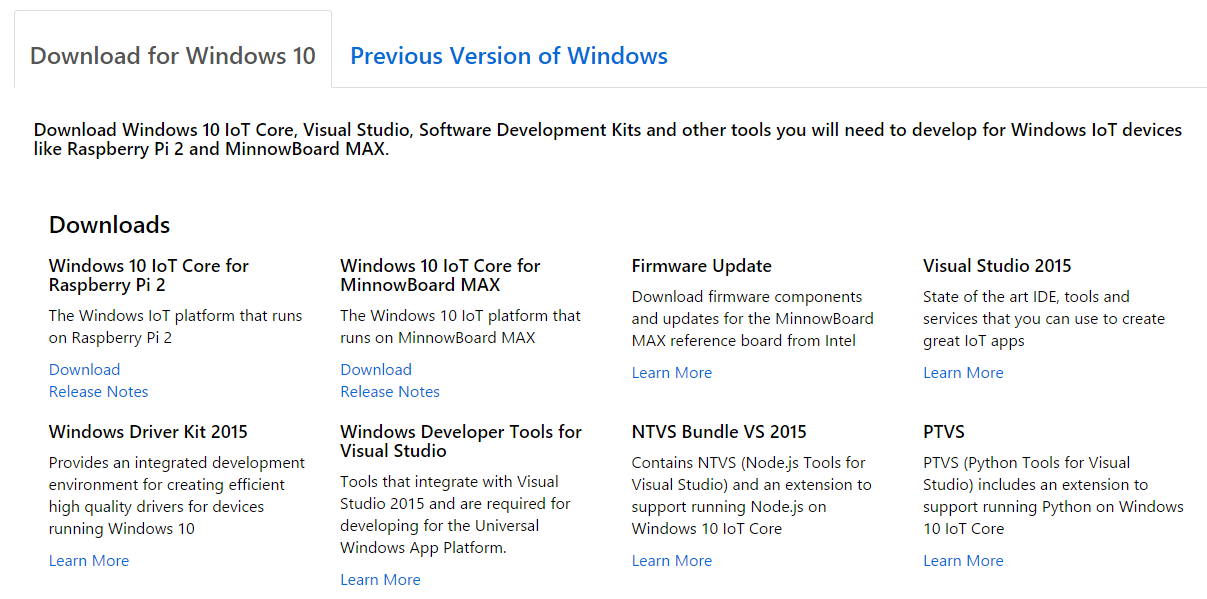 Download for Windows 10
Previous Version of Windows
Download Windows 10 IoT Core, Visual Studio, Software Development Kits and other tools you will need to develop for Windows IoT devices
like Raspberry Pi 2 and MinnowBoard MAX.
Downloads
Windows 10 IoT Core for
Raspberry Pi 2
The Windows IoT platform that runs
on Raspberry Pi 2
Download
Release Notes
Windows 10 IoT Core for
MinnowBoard MAX
The Windows 10 IoT platform that
runs on MinnowBoard MAX
Download
Release Notes
Firmware Update
Download firmware components
and updates for the MinnowBoard
MAX reference board from Intel
Learn More
Visual Studio 2015
State of the art IDE, tools and
services that you can use to create
great IoT apps
Learn More
Windows Driver Kit 2015
Provides an integrated development
environment for creating efficient
high quality drivers for devices
running Windows 10
Learn More
Windows Developer Tools for
Visual Studio
Tools that integrate with Visual
Studio 2015 and are required for
developing for the Universal
Windows App Platform.
Learn More
NTVS Bundle VS 2015
Contains NTVS (Node.js Tools for
Visual Studio) and an extension to
support running Node.js on
Windows 10 IoT Core
Learn More
PTVS
PTVS (Python Tools for Visual
Studio) includes an extension to
support running Python on Windows
10 IoT Core
Learn More